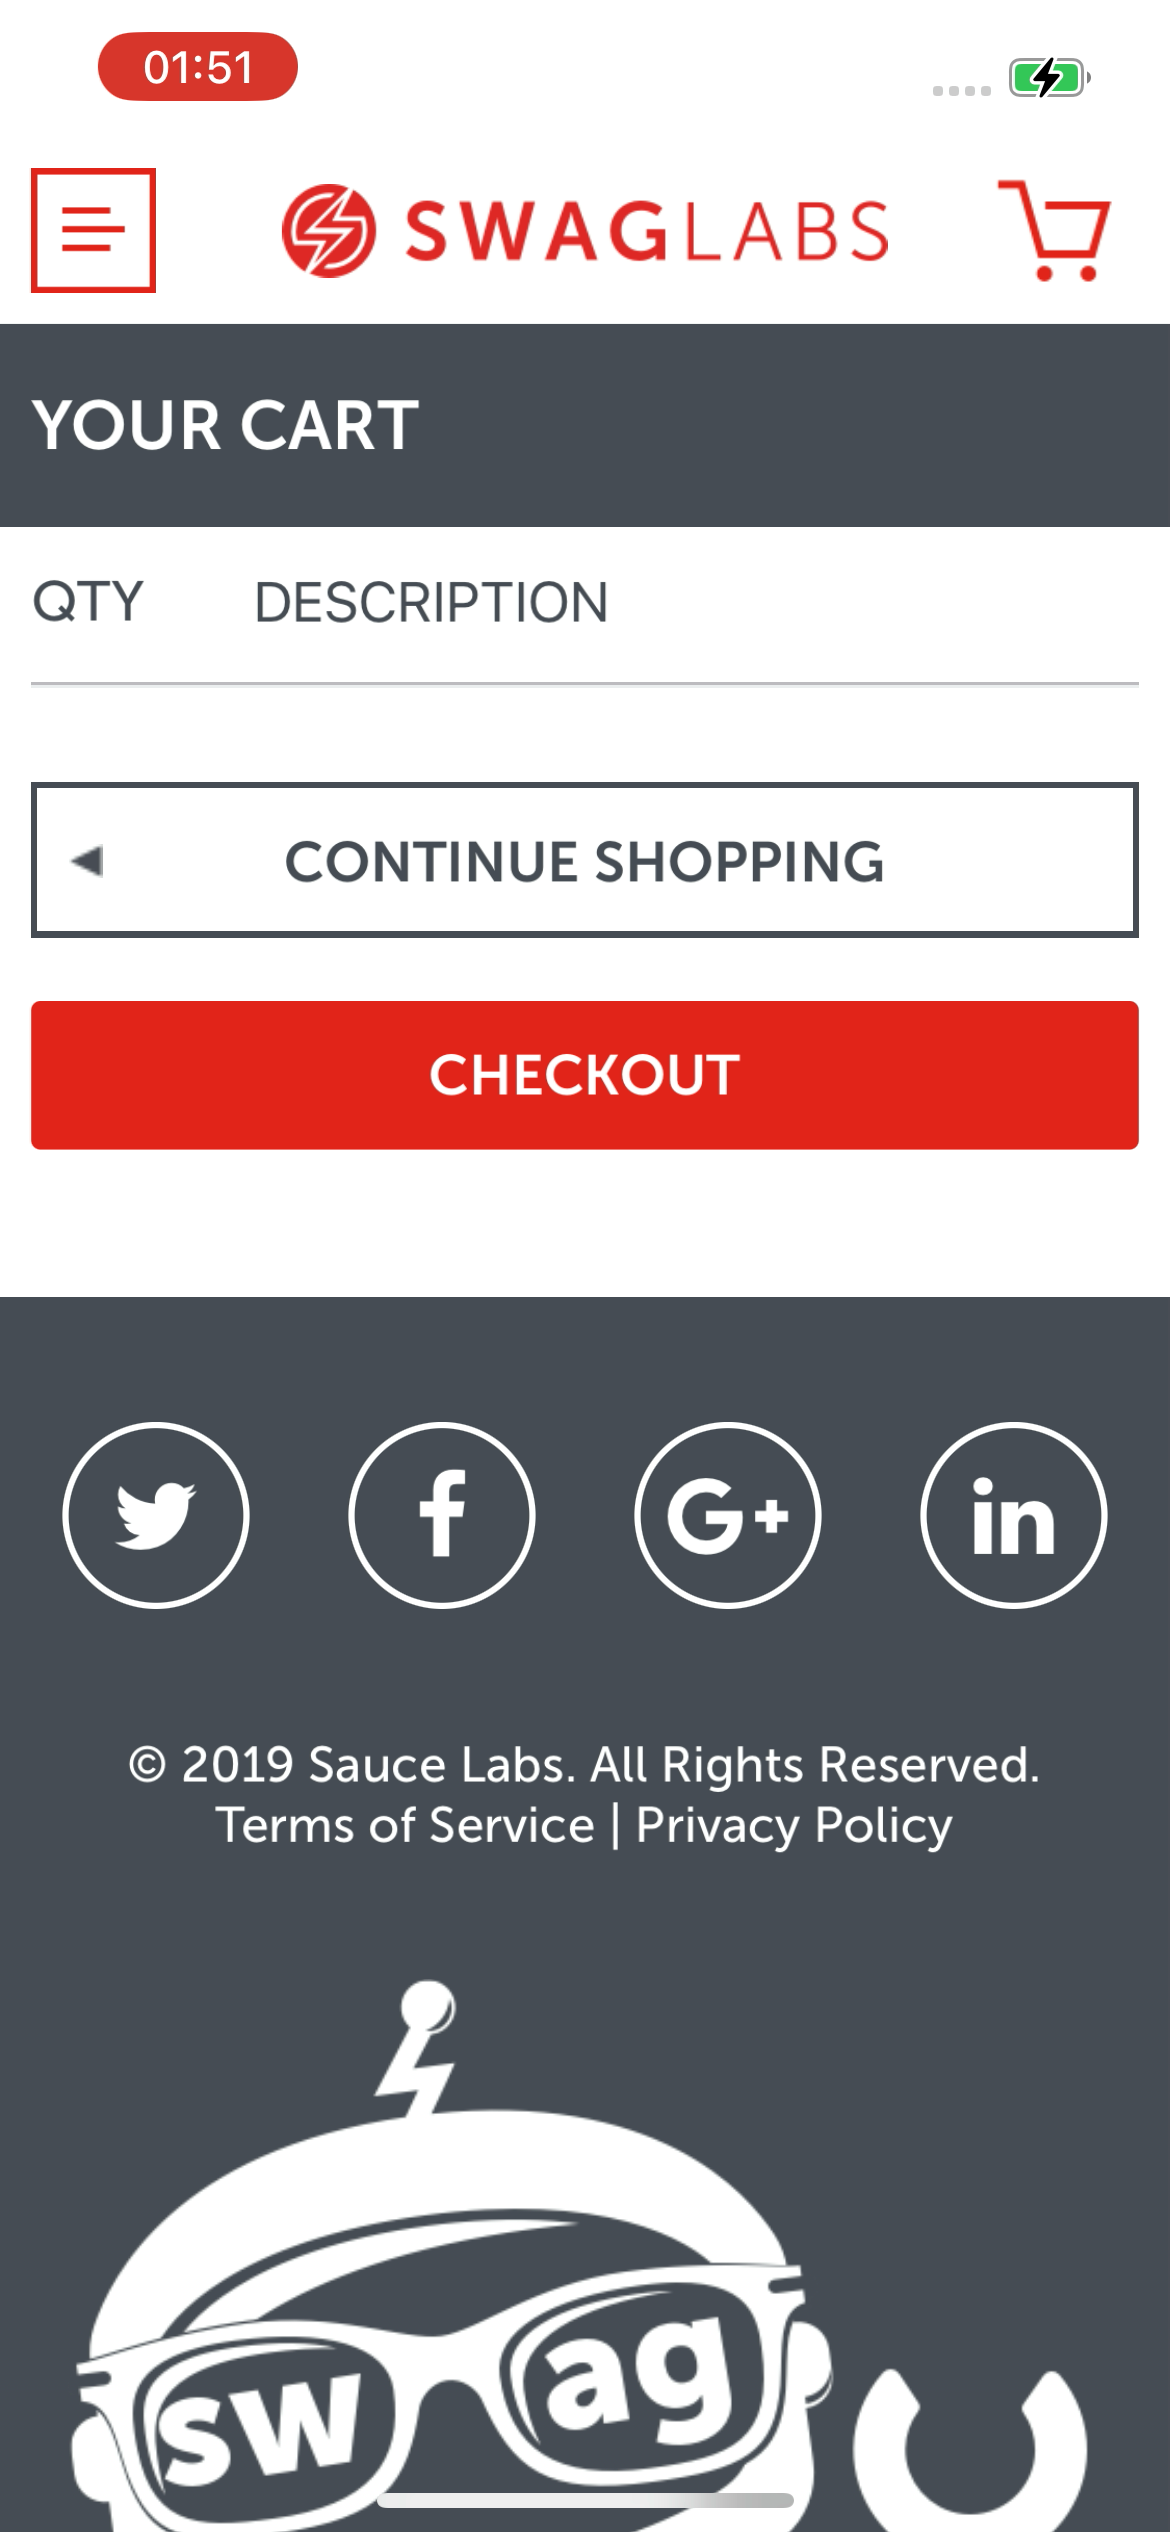 01:51
SWAGLABS
YOUR CART
QTY DESCRIPTION
CONTINUE SHOPPING
CHECKOUT
f G+ in
© 2019 Sauce Labs. All Rights Reserved.
Terms of Service | Privacy Policy
sw ag